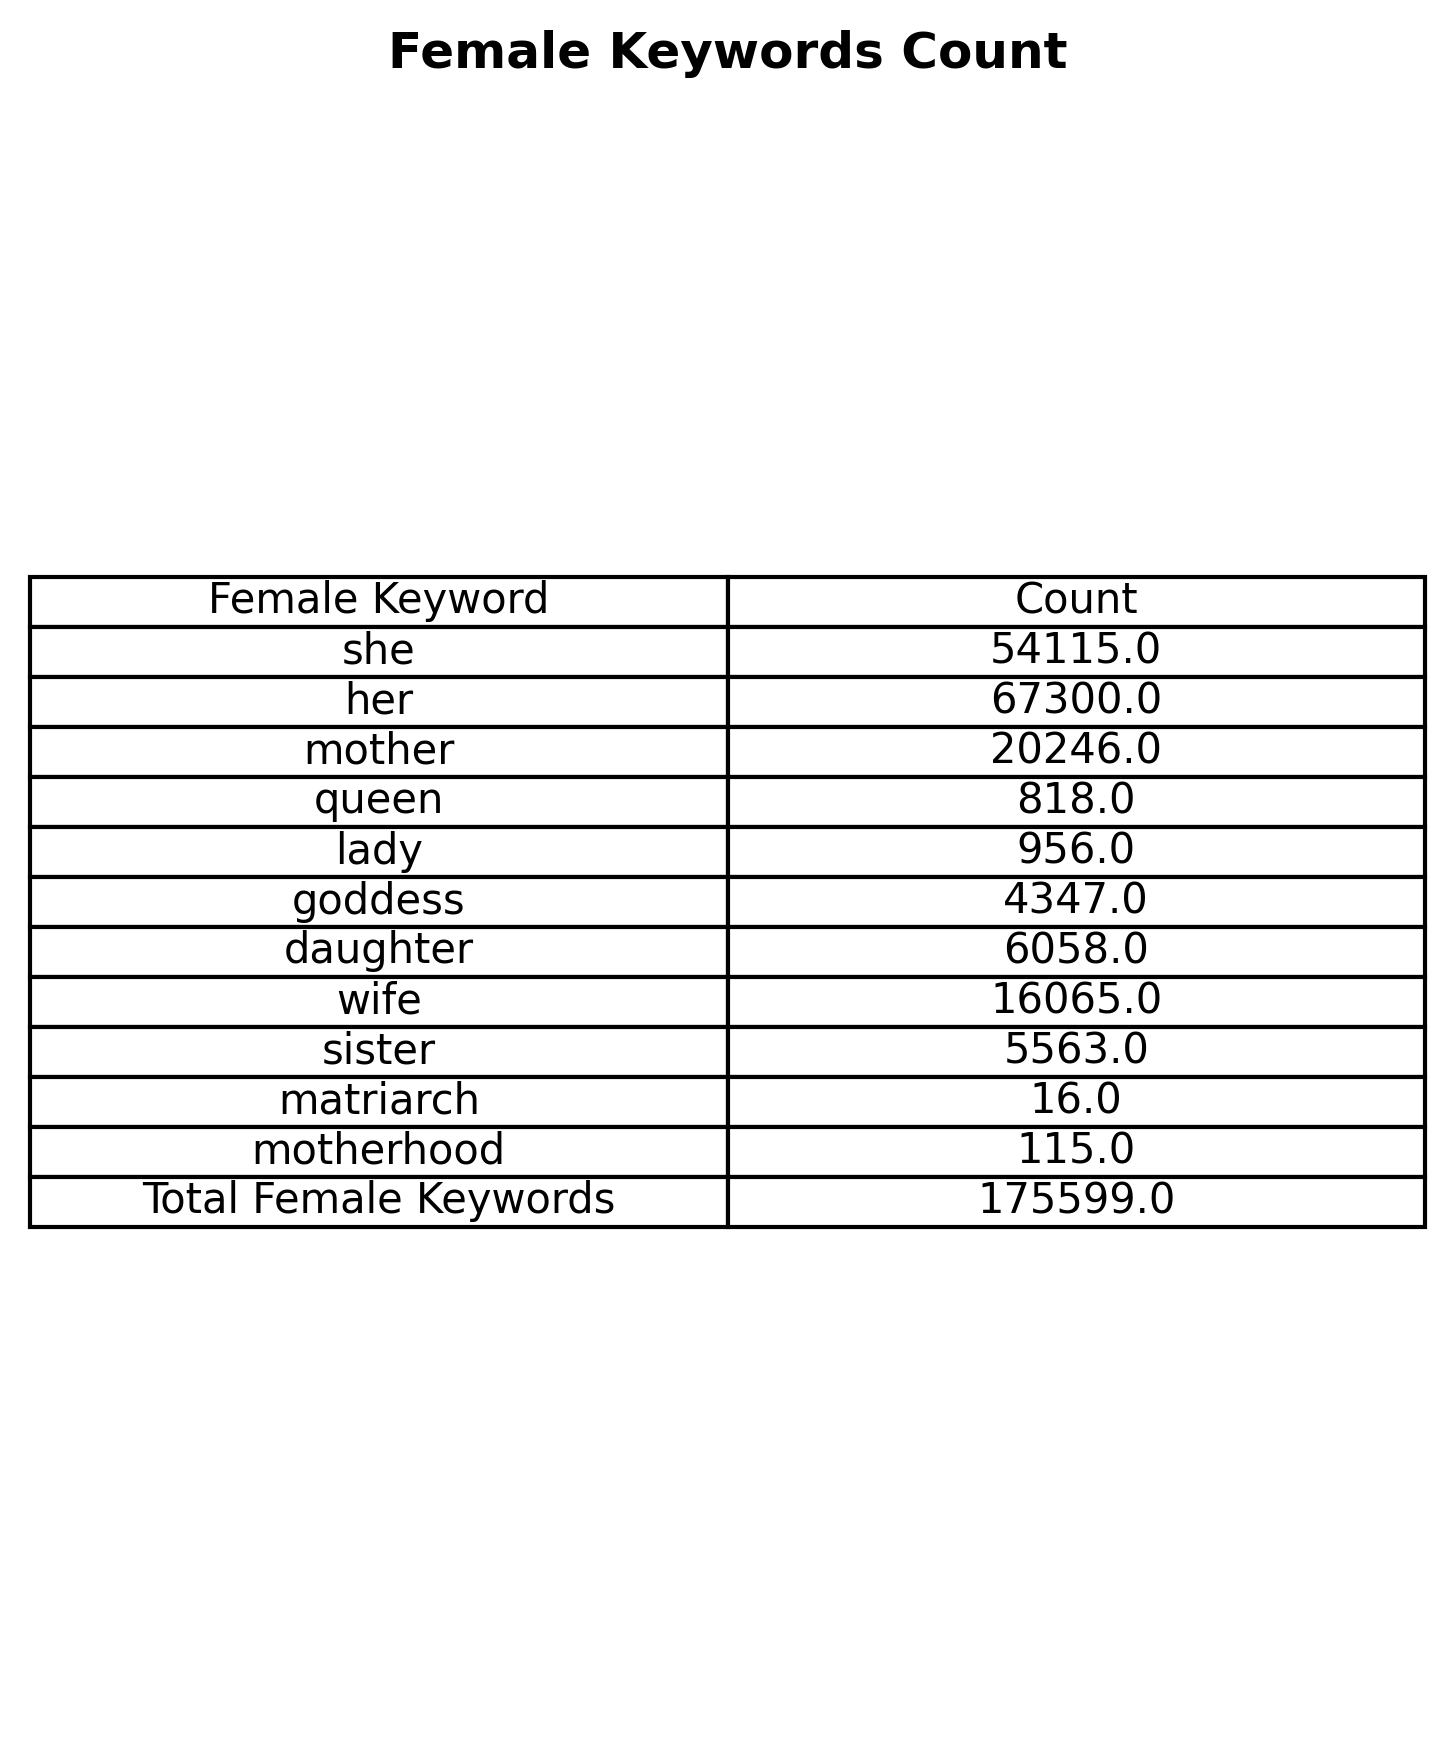 Female Keywords Count
Female Keyword Count
she 54115.0
her 67300.0
mother 20246.0
queen 818.0
lady 956.0
goddess 4347.0
daughter 6058.0
wife 16065.0
sister 5563.0
matriarch 16.0
motherhood 115.0
Total Female Keywords 175599.0